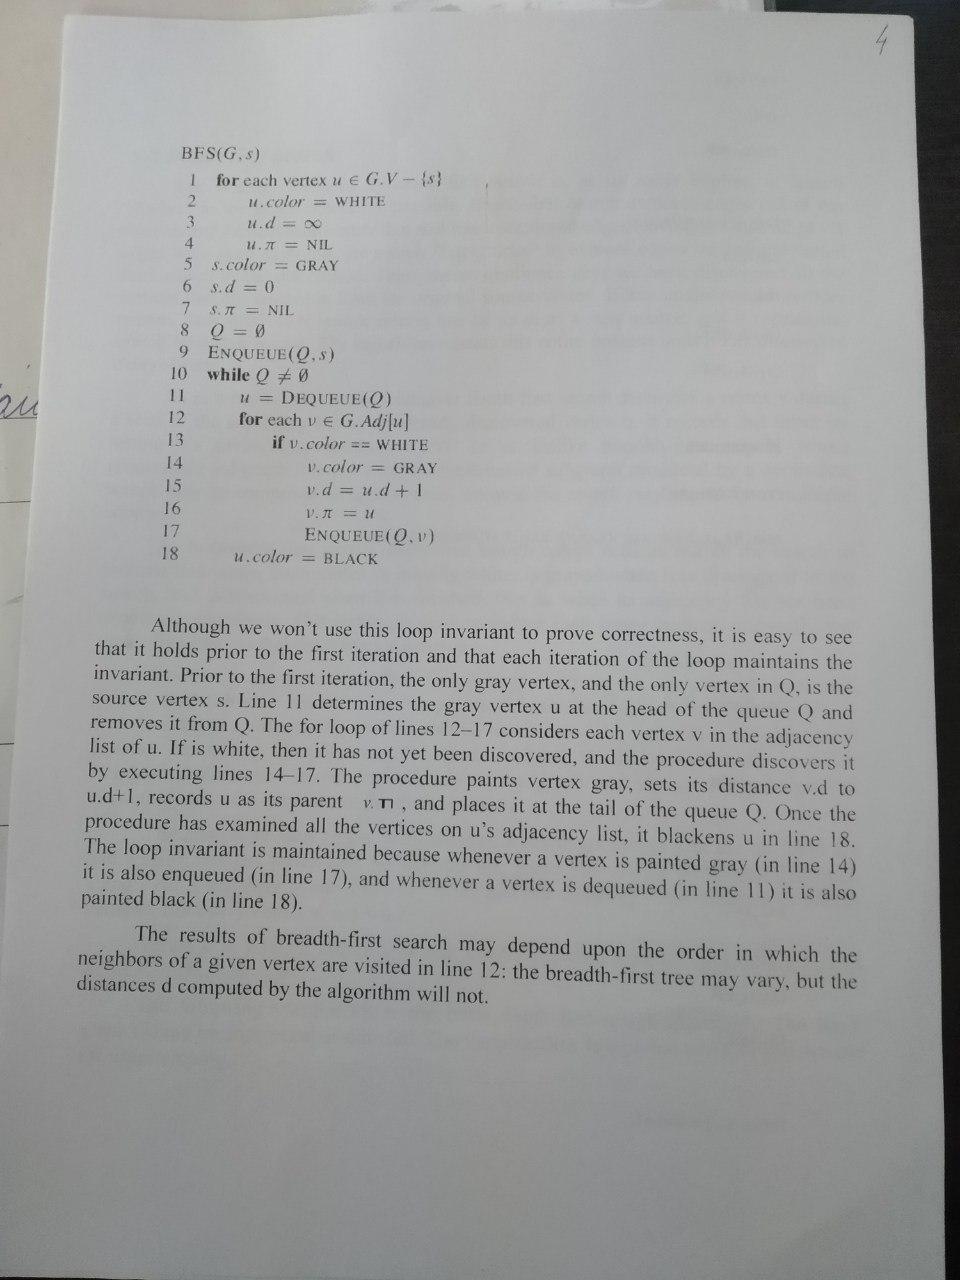 4
BFS(G, s)
1 for each vertex u ∈ G.V − {s}
2 u.color = WHITE
3 u.d = ∞
4 u.π = NIL
5 s.color = GRAY
6 s.d = 0
7 s.π = NIL
8 Q = ∅
9 ENQUEUE(Q, s)
10 while Q ≠ ∅
11 u = DEQUEUE(Q)
12 for each v ∈ G.Adj[u]
13 if v.color == WHITE
14 v.color = GRAY
15 v.d = u.d + 1
16 v.π = u
17 ENQUEUE(Q, v)
18 u.color = BLACK
Although we won't use this loop invariant to prove correctness, it is easy to see
that it holds prior to the first iteration and that each iteration of the loop maintains the
invariant. Prior to the first iteration, the only gray vertex, and the only vertex in Q, is the
source vertex s. Line 11 determines the gray vertex u at the head of the queue Q and
removes it from Q. The for loop of lines 12–17 considers each vertex v in the adjacency
list of u. If is white, then it has not yet been discovered, and the procedure discovers it
by executing lines 14–17. The procedure paints vertex gray, sets its distance v.d to
u.d+1, records u as its parent v.π , and places it at the tail of the queue Q. Once the
procedure has examined all the vertices on u's adjacency list, it blackens u in line 18.
The loop invariant is maintained because whenever a vertex is painted gray (in line 14)
it is also enqueued (in line 17), and whenever a vertex is dequeued (in line 11) it is also
painted black (in line 18).
The results of breadth-first search may depend upon the order in which the
neighbors of a given vertex are visited in line 12: the breadth-first tree may vary, but the
distances d computed by the algorithm will not.